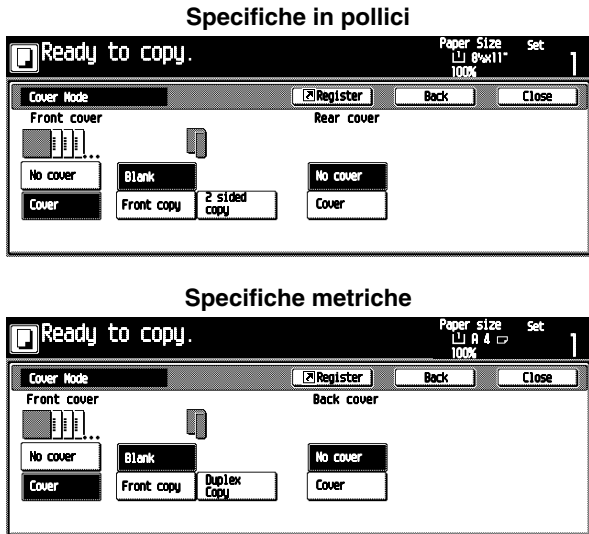 Specifiche in pollici
Ready to copy.
Paper Size
8½x11"
100%
Set
1
Cover Mode
Register
Back
Close
Front cover
Rear cover
...
No cover
Blank
No cover
Cover
Front copy
2 sided
copy
Cover
Specifiche metriche
Ready to copy.
Paper size
A4
100%
Set
1
Cover Mode
Register
Back
Close
Front cover
Back cover
...
No cover
Blank
No cover
Cover
Front copy
Duplex
Copy
Cover